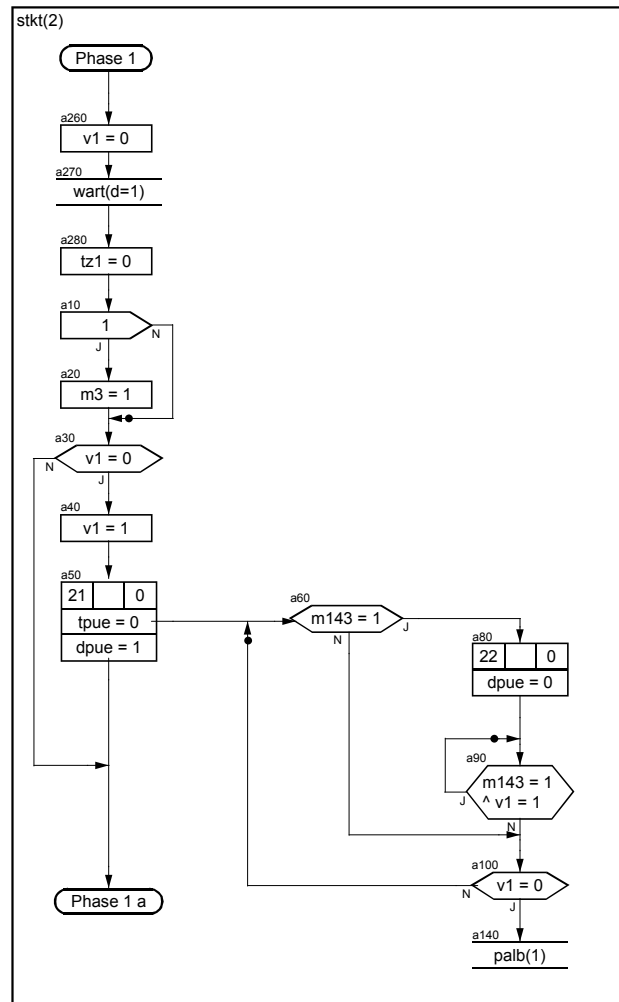 stkt(2)
Phase 1
a260
v1 = 0
a270
wart(d=1)
a280
tz1 = 0
a10
1
N
J
a20
m3 = 1
a30
v1 = 0
N
J
a40
v1 = 1
a50
21 0
tpue = 0
dpue = 1
a60
m143 = 1
J
N
a80
22 0
dpue = 0
a90
m143 = 1
^ v1 = 1
J
N
a100
v1 = 0
N
J
a140
palb(1)
Phase 1 a